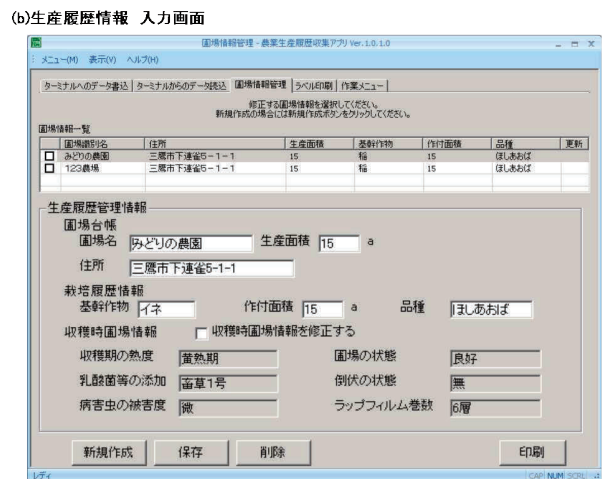 (b)生産履歴情報 入力画面
圃場情報管理 - 農業生産履歴収集アプリ Ver.1.0.1.0
メニュー(M) 表示(V) ヘルプ(H)
ターミナルへのデータ書込 ターミナルからのデータ読込 圃場情報管理 ラベル印刷 作業メニュー
修正する圃場情報を選択してください。
新規作成の場合には新規作成ボタンをクリックしてください。
圃場情報一覧
圃場識別名 住所 生産面積 基幹作物 作付面積 品種 更新
みどりの農園 三鷹市下連雀5-1-1 15 稲 15 ほしあおば
123農場 三鷹市下連雀5-1-1 15 稲 15 ほしあおば
生産履歴管理情報
圃場台帳
圃場名 みどりの農園 生産面積 15 a
住所 三鷹市下連雀5-1-1
栽培履歴情報
基幹作物 イネ 作付面積 15 a 品種 ほしあおば
収穫時圃場情報 収穫時圃場情報を修正する
収穫期の熟度 黄熟期 圃場の状態 良好
乳酸菌等の添加 畜草1号 倒伏の状態 無
病害虫の被害度 微 ラップフィルム巻数 6層
新規作成 保存 削除 印刷
レディ CAP NUM SCRL